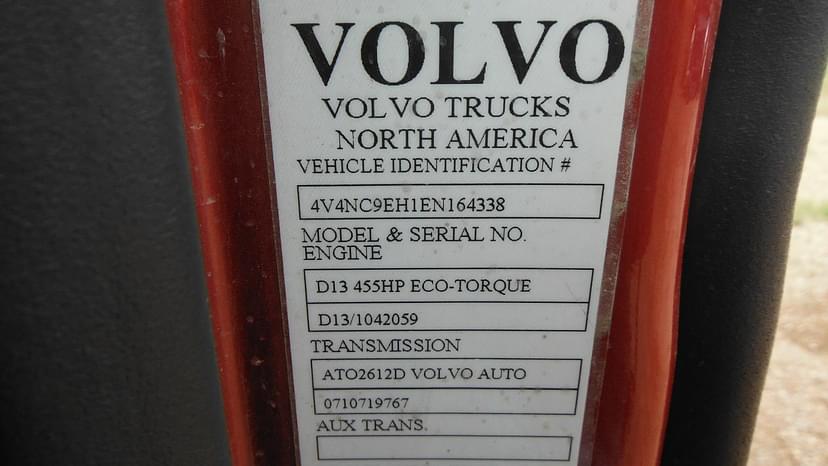 VOLVO
VOLVO TRUCKS
NORTH AMERICA
VEHICLE IDENTIFICATION #
4V4NC9EH1EN164338
MODEL & SERIAL NO.
ENGINE
D13 455HP ECO-TORQUE
D13/1042059
TRANSMISSION
ATO2612D VOLVO AUTO
0710719767
AUX TRANS.